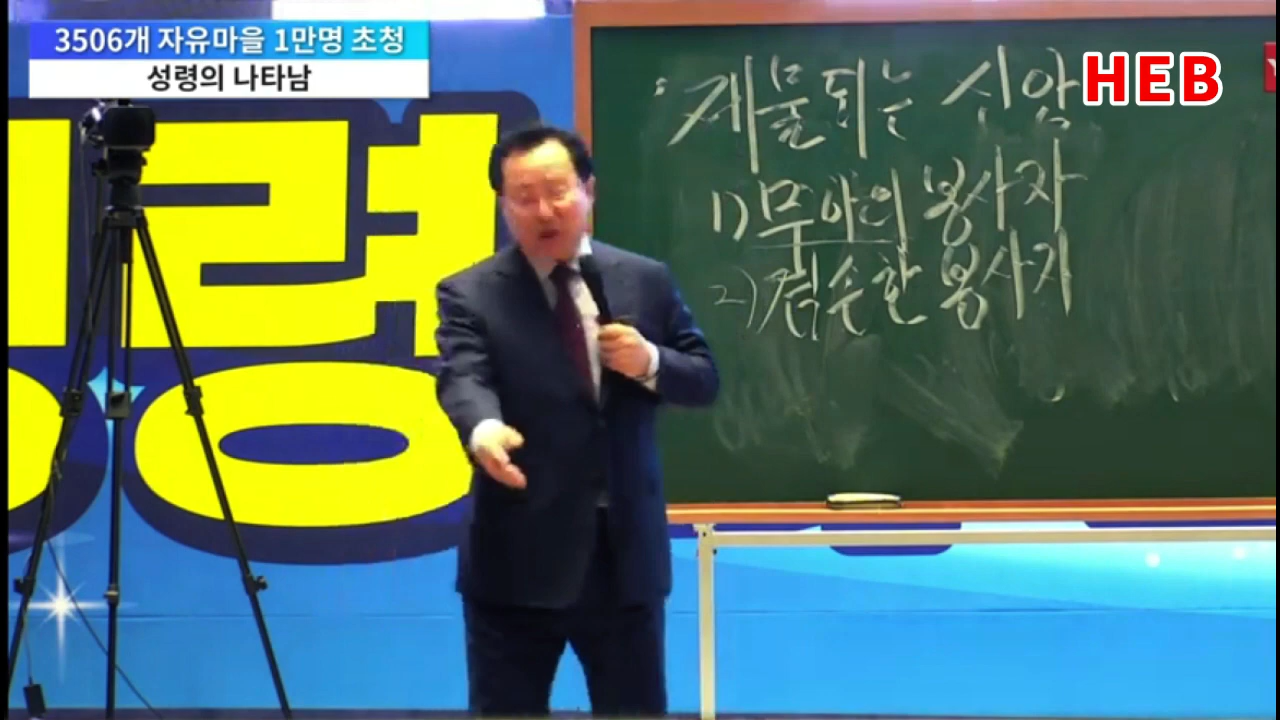 3506개 자유마을 1만명 초청
성령의 나타남
HEB
령
재물되는 신앙
1) 무아의 봉사자
2) 겸손한 봉사자